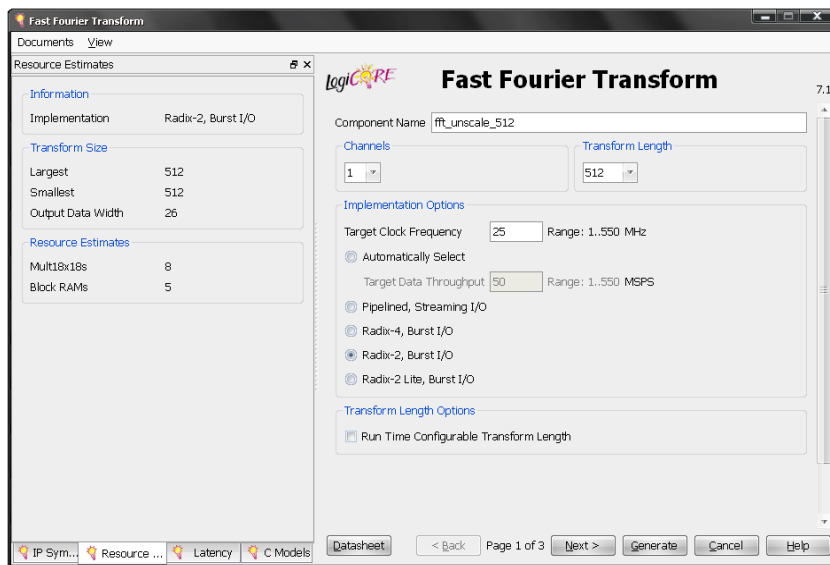 Fast Fourier Transform
Documents View
Resource Estimates
Information
Implementation Radix-2, Burst I/O
Transform Size
Largest 512
Smallest 512
Output Data Width 26
Resource Estimates
Mult18x18s 8
Block RAMs 5
IP Sym... Resource ... Latency C Models
LogiCORE Fast Fourier Transform
7.1
Component Name fft_unscale_512
Channels
1
Transform Length
512
Implementation Options
Target Clock Frequency 25 Range: 1..550 MHz
Automatically Select
Target Data Throughput 50 Range: 1..550 MSPS
Pipelined, Streaming I/O
Radix-4, Burst I/O
Radix-2, Burst I/O
Radix-2 Lite, Burst I/O
Transform Length Options
Run Time Configurable Transform Length
Datasheet < Back Page 1 of 3 Next > Generate Cancel Help